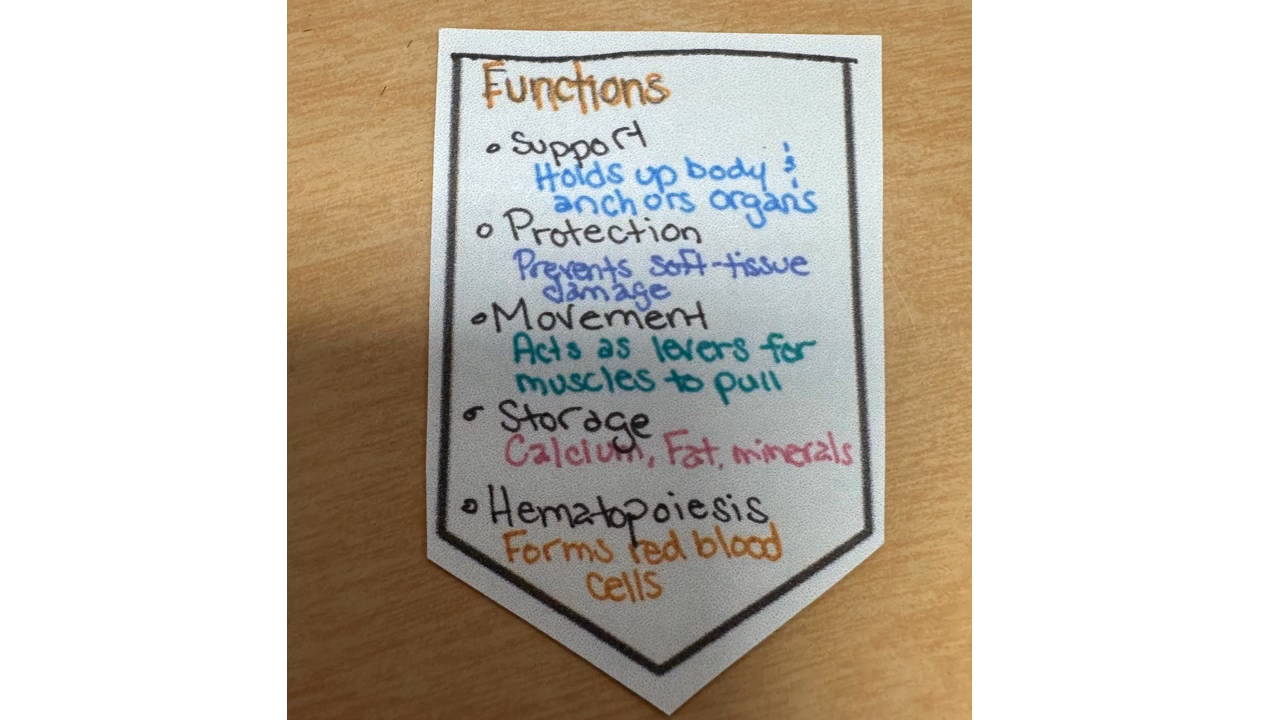 Functions
• Support
Holds up body &
anchors organs
• Protection
Prevents soft-tissue
damage
• Movement
Acts as levers for
muscles to pull
• Storage
Calcium, Fat, minerals
• Hematopoiesis
Forms red blood
cells